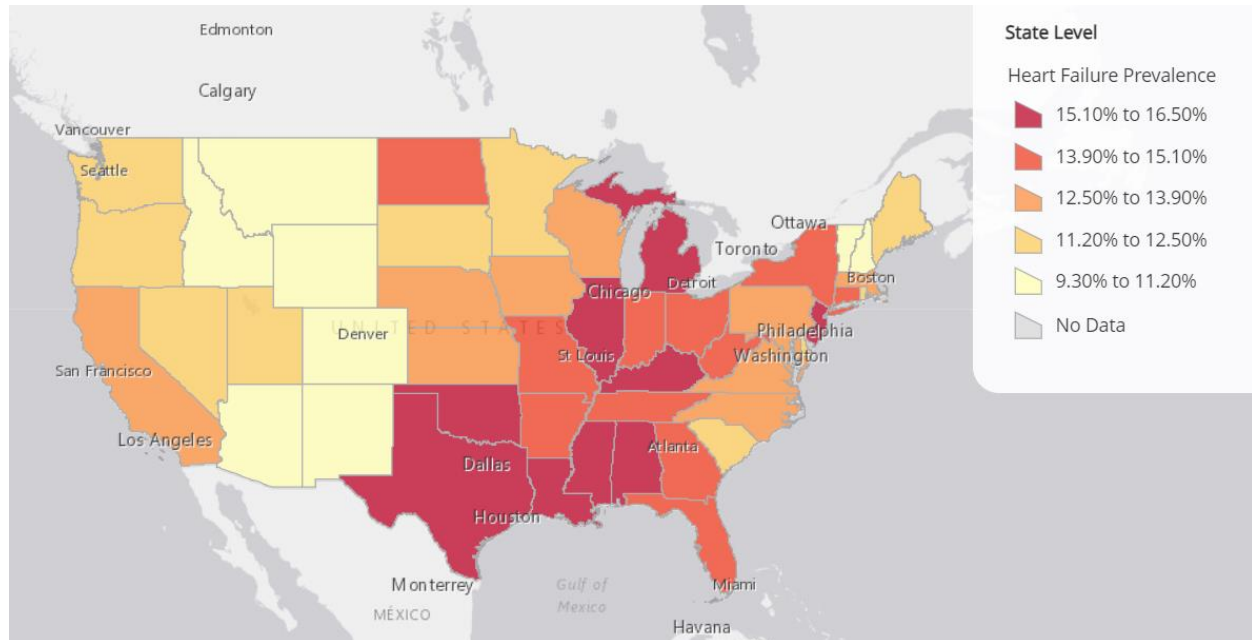 Edmonton
Calgary
Vancouver
Seattle
Ottawa
Toronto
Boston
Detroit
Chicago
Philadelphia
UNITED STATES
Denver
St Louis
Washington
San Francisco
Los Angeles
Atlanta
Dallas
Houston
Monterrey
Gulf of
Mexico
Miami
MÉXICO
Havana
State Level
Heart Failure Prevalence
15.10% to 16.50%
13.90% to 15.10%
12.50% to 13.90%
11.20% to 12.50%
9.30% to 11.20%
No Data